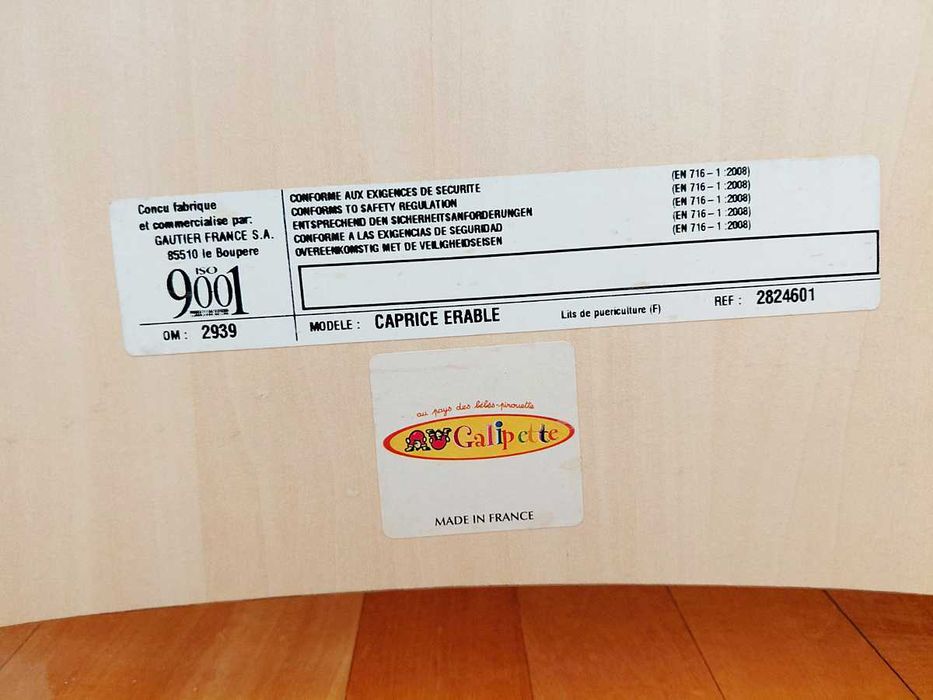 Concu fabrique
et commercialise par:
GAUTIER FRANCE S.A.
85510 le Boupere
ISO
9001
OM : 2939
CONFORME AUX EXIGENCES DE SECURITE (EN 716 – 1 :2008)
CONFORMS TO SAFETY REGULATION (EN 716 – 1 :2008)
ENTSPRECHEND DEN SICHERHEITSANFORDERUNGEN (EN 716 – 1 :2008)
CONFORME A LAS EXIGENCIAS DE SEGURIDAD (EN 716 – 1 :2008)
OVEREENKOMSTIG MET DE VEILIGHEIDSEISEN (EN 716 – 1 :2008)
MODELE : CAPRICE ERABLE Lits de puericulture (F) REF : 2824601
au pays des bébés-pirouette
Galipette
MADE IN FRANCE